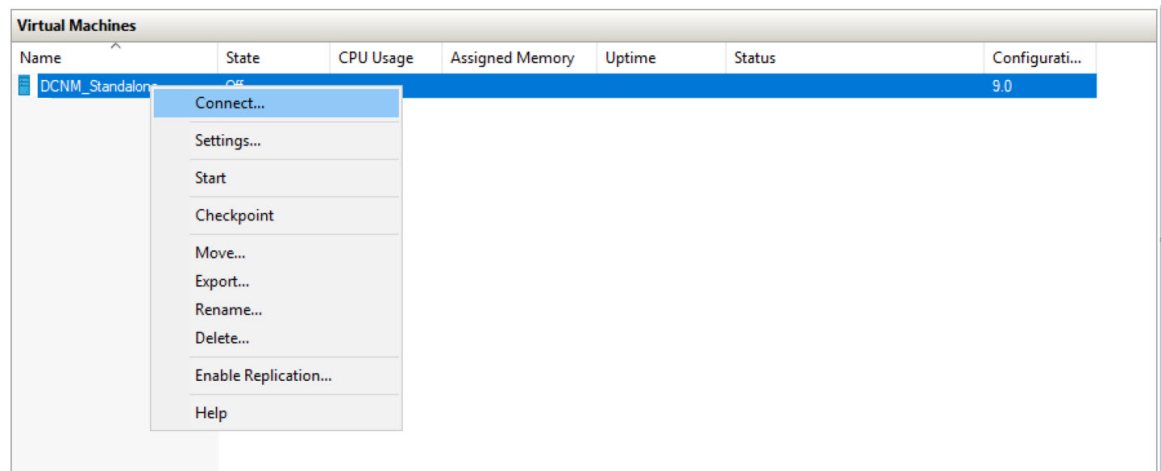 Virtual Machines
Name State CPU Usage Assigned Memory Uptime Status Configurati...
DCNM_Standalone Off 9.0
Connect...
Settings...
Start
Checkpoint
Move...
Export...
Rename...
Delete...
Enable Replication...
Help